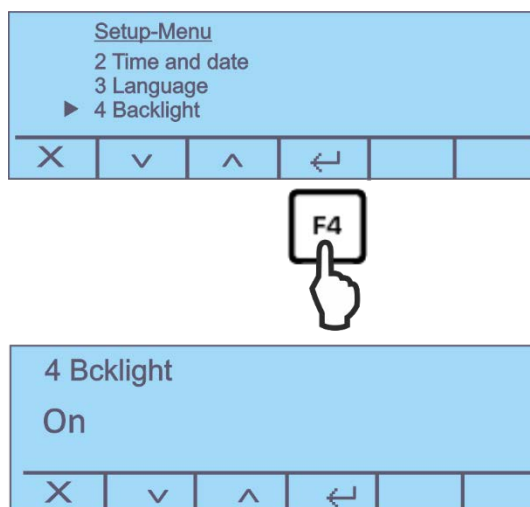 Setup-Menu
2 Time and date
3 Language
4 Backlight
F4
4 Bcklight
On